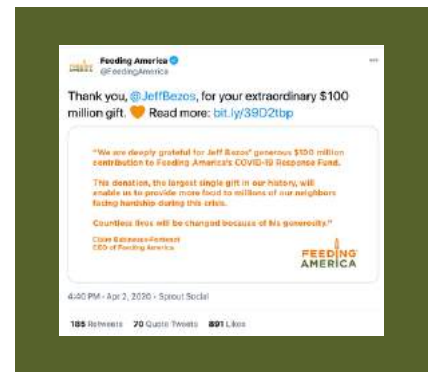 Feeding America
@FeedingAmerica
Thank you, @JeffBezos, for your extraordinary $100
million gift. 🧡 Read more: bit.ly/39D2tbp
"We are deeply grateful for Jeff Bezos' generous $100 million
contribution to Feeding America's COVID-19 Response Fund.
This donation, the largest single gift in our history, will
enable us to provide more food to millions of our neighbors
facing hardship during this crisis.
Countless lives will be changed because of his generosity."
Claire Babineaux-Fontenot
CEO of Feeding America
FEEDING
AMERICA
4:40 PM · Apr 2, 2020 · Sprout Social
185 Retweets 70 Quote Tweets 891 Likes